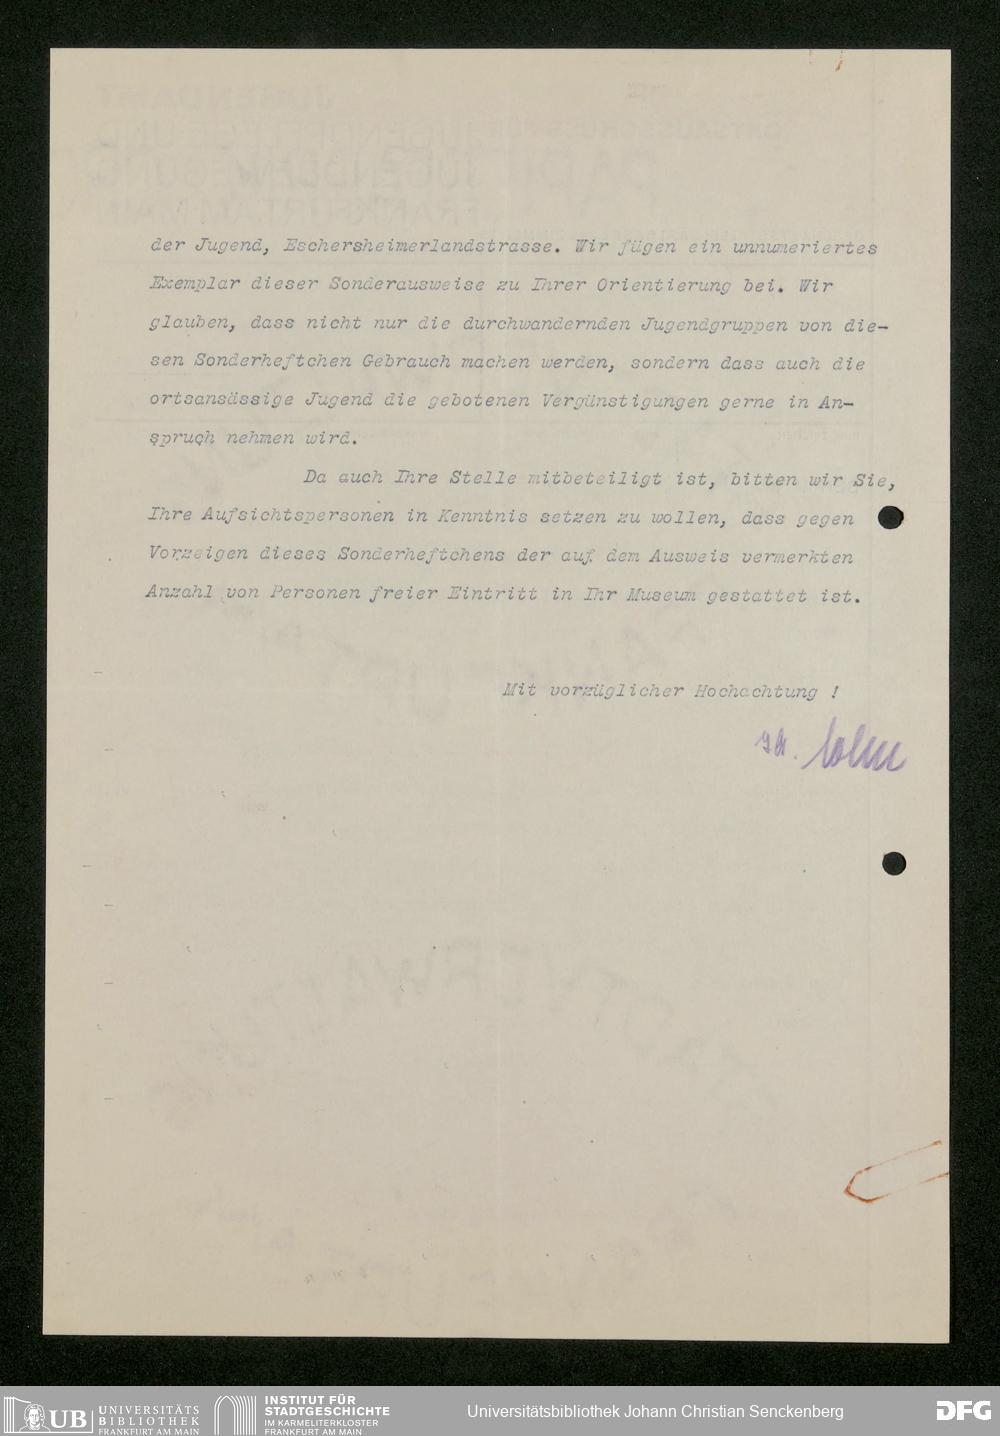 der Jugend, Eschersheimerlandstrasse. Wir fügen ein unnumeriertes
Exemplar dieser Sonderausweise zu Ihrer Orientierung bei. Wir
glauben, dass nicht nur die durchwandernden Jugendgruppen von die-
sen Sonderheftchen Gebrauch machen werden, sondern dass auch die
ortsansässige Jugend die gebotenen Vergünstigungen gerne in An-
spruch nehmen wird.
Da auch Ihre Stelle mitbeteiligt ist, bitten wir Sie,
Ihre Aufsichtspersonen in Kenntnis setzen zu wollen, dass gegen
Vorzeigen dieses Sonderheftchens der auf dem Ausweis vermerkten
Anzahl von Personen freier Eintritt in Ihr Museum gestattet ist.
Mit vorzüglicher Hochachtung !
UB UNIVERSITÄTS
BIBLIOTHEK
FRANKFURT AM MAIN
INSTITUT FÜR
STADTGESCHICHTE
IM KARMELITERKLOSTER
FRANKFURT AM MAIN
Universitätsbibliothek Johann Christian Senckenberg
DFG